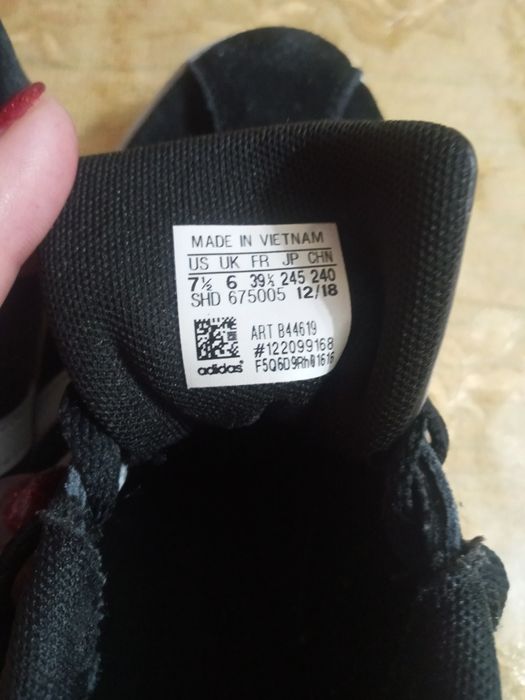 MADE IN VIETNAM
US UK FR JP CHN
7½ 6 39⅓ 245 240
SHD 675005 12/18
ART B44619
#122099168
adidas® F5Q6D9Rh01616